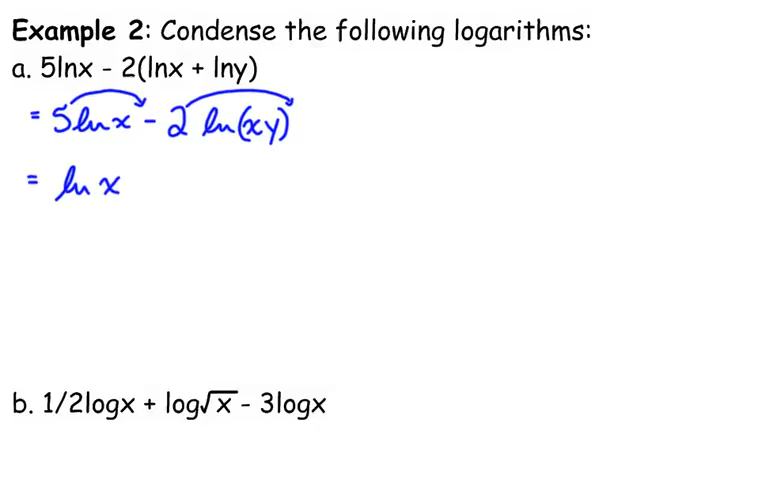 Example 2: Condense the following logarithms:
a. 5lnx - 2(lnx + lny)
= 5lnx - 2 ln(xy)
= ln x
b. 1/2logx + log√x - 3logx